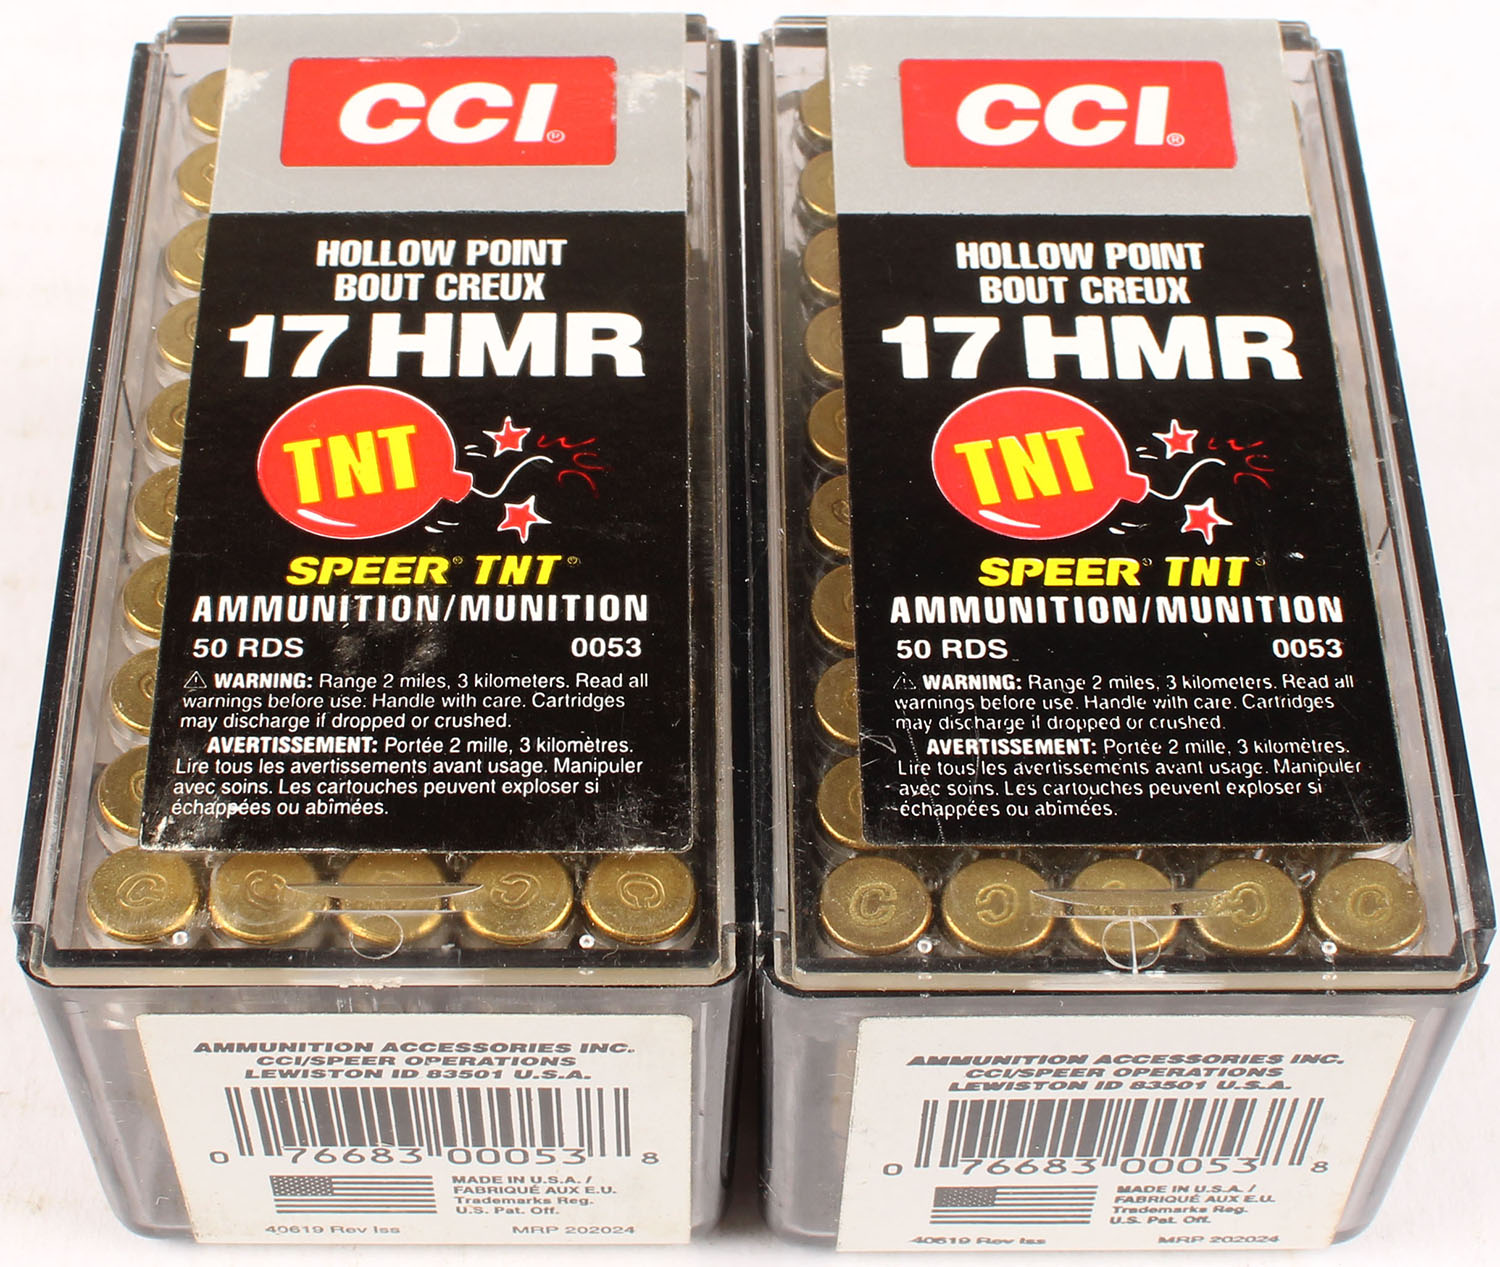 CCI®
HOLLOW POINT
BOUT CREUX
17 HMR
TNT
SPEER® TNT®
AMMUNITION/MUNITION
50 RDS 0053
⚠ WARNING: Range 2 miles, 3 kilometers. Read all
warnings before use. Handle with care. Cartridges
may discharge if dropped or crushed.
AVERTISSEMENT: Portée 2 mille, 3 kilomètres.
Lire tous les avertissements avant usage. Manipuler
avec soins. Les cartouches peuvent exploser si
échappées ou abîmées.
C C C C
AMMUNITION ACCESSORIES INC.
CCI/SPEER OPERATIONS
LEWISTON ID 83501 U.S.A.
0 76683 00053 8
MADE IN U.S.A. /
FABRIQUÉ AUX E.U.
Trademarks Reg.
U.S. Pat. Off.
40619 Rev Iss MRP 202024
CCI®
HOLLOW POINT
BOUT CREUX
17 HMR
TNT
SPEER® TNT®
AMMUNITION/MUNITION
50 RDS 0053
⚠ WARNING: Range 2 miles, 3 kilometers. Read all
warnings before use. Handle with care. Cartridges
may discharge if dropped or crushed.
AVERTISSEMENT: Portée 2 mille, 3 kilomètres.
Lire tous les avertissements avant usage. Manipuler
avec soins. Les cartouches peuvent exploser si
échappées ou abîmées.
C C C C
AMMUNITION ACCESSORIES INC.
CCI/SPEER OPERATIONS
LEWISTON ID 83501 U.S.A.
0 76683 00053 8
MADE IN U.S.A. /
FABRIQUÉ AUX E.U.
Trademarks Reg.
U.S. Pat. Off.
40619 Rev Iss MRP 202024